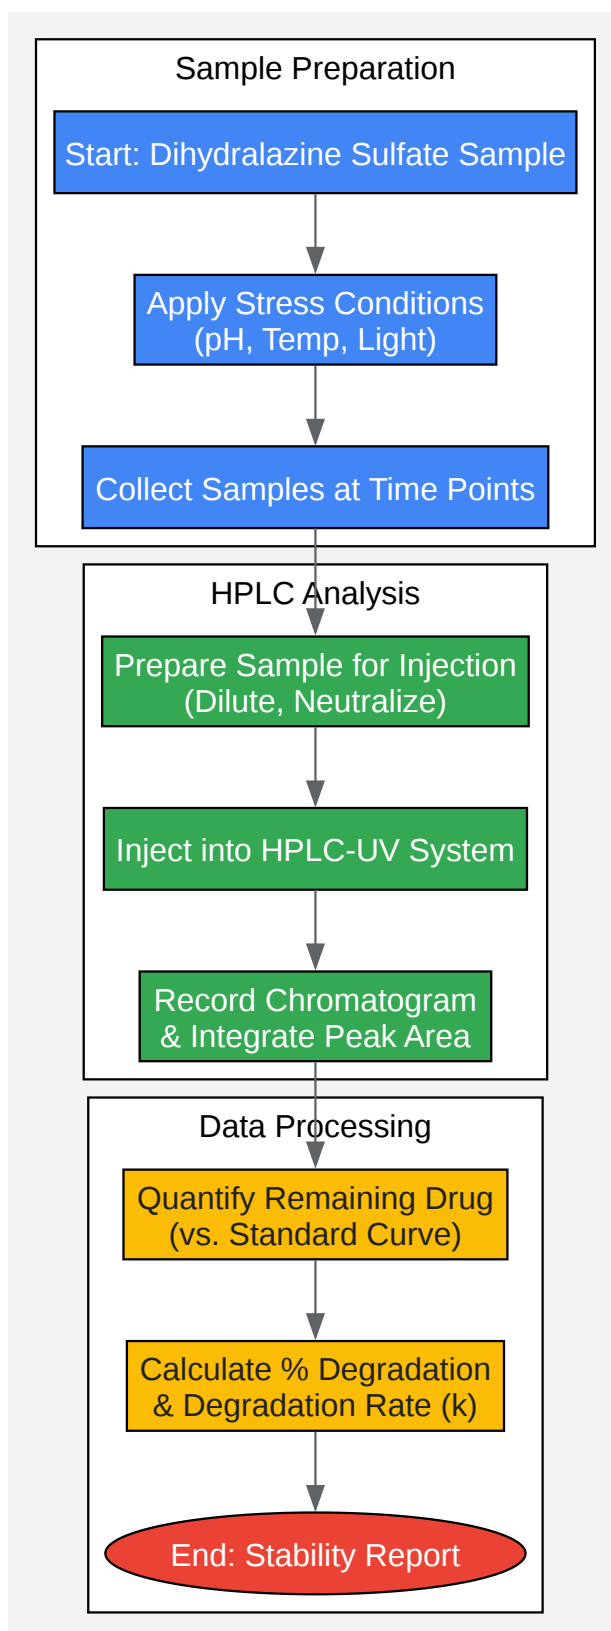 Sample Preparation
Start: Dihydralazine Sulfate Sample
Apply Stress Conditions
(pH, Temp, Light)
Collect Samples at Time Points
HPLC Analysis
Prepare Sample for Injection
(Dilute, Neutralize)
Inject into HPLC-UV System
Record Chromatogram
& Integrate Peak Area
Data Processing
Quantify Remaining Drug
(vs. Standard Curve)
Calculate % Degradation
& Degradation Rate (k)
End: Stability Report